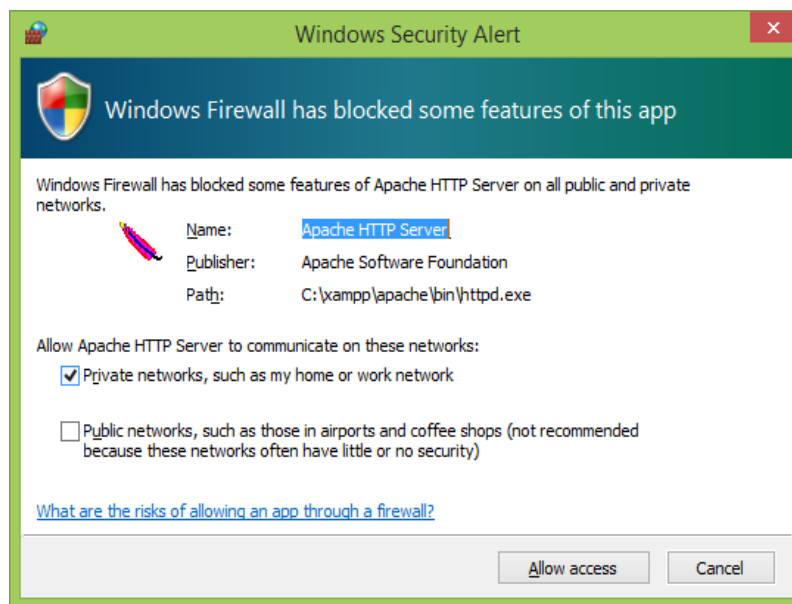 Windows Security Alert
Windows Firewall has blocked some features of this app
Windows Firewall has blocked some features of Apache HTTP Server on all public and private
networks.
Name: Apache HTTP Server
Publisher: Apache Software Foundation
Path: C:\xampp\apache\bin\httpd.exe
Allow Apache HTTP Server to communicate on these networks:
Private networks, such as my home or work network
Public networks, such as those in airports and coffee shops (not recommended
because these networks often have little or no security)
What are the risks of allowing an app through a firewall?
Allow access Cancel